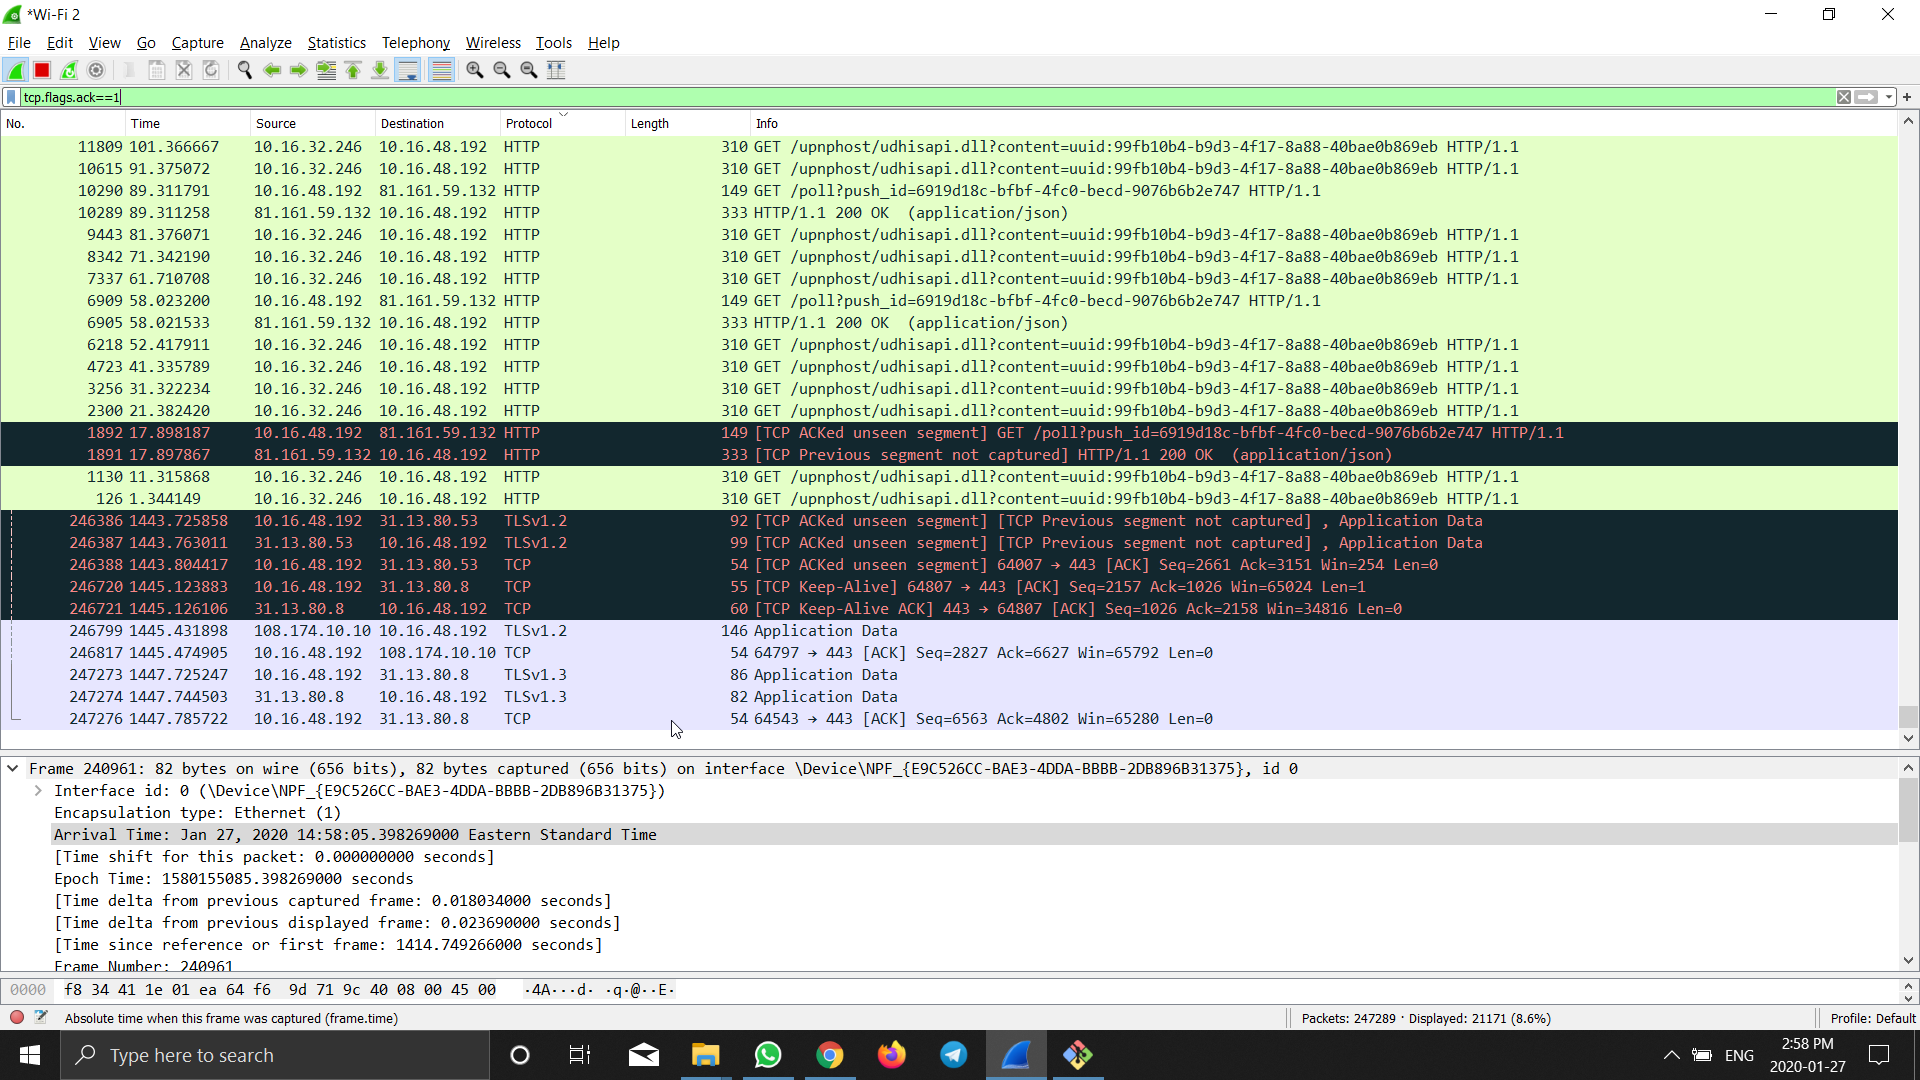 *Wi-Fi 2
File Edit View Go Capture Analyze Statistics Telephony Wireless Tools Help
tcp.flags.ack==1
No. Time Source Destination Protocol Length Info
11809 101.366667 10.16.32.246 10.16.48.192 HTTP 310 GET /upnphost/udhisapi.dll?content=uuid:99fb10b4-b9d3-4f17-8a88-40bae0b869eb HTTP/1.1
10615 91.375072 10.16.32.246 10.16.48.192 HTTP 310 GET /upnphost/udhisapi.dll?content=uuid:99fb10b4-b9d3-4f17-8a88-40bae0b869eb HTTP/1.1
10290 89.311791 10.16.48.192 81.161.59.132 HTTP 149 GET /poll?push_id=6919d18c-bfbf-4fc0-becd-9076b6b2e747 HTTP/1.1
10289 89.311258 81.161.59.132 10.16.48.192 HTTP 333 HTTP/1.1 200 OK (application/json)
9443 81.376071 10.16.32.246 10.16.48.192 HTTP 310 GET /upnphost/udhisapi.dll?content=uuid:99fb10b4-b9d3-4f17-8a88-40bae0b869eb HTTP/1.1
8342 71.342190 10.16.32.246 10.16.48.192 HTTP 310 GET /upnphost/udhisapi.dll?content=uuid:99fb10b4-b9d3-4f17-8a88-40bae0b869eb HTTP/1.1
7337 61.710708 10.16.32.246 10.16.48.192 HTTP 310 GET /upnphost/udhisapi.dll?content=uuid:99fb10b4-b9d3-4f17-8a88-40bae0b869eb HTTP/1.1
6909 58.023200 10.16.48.192 81.161.59.132 HTTP 149 GET /poll?push_id=6919d18c-bfbf-4fc0-becd-9076b6b2e747 HTTP/1.1
6905 58.021533 81.161.59.132 10.16.48.192 HTTP 333 HTTP/1.1 200 OK (application/json)
6218 52.417911 10.16.32.246 10.16.48.192 HTTP 310 GET /upnphost/udhisapi.dll?content=uuid:99fb10b4-b9d3-4f17-8a88-40bae0b869eb HTTP/1.1
4723 41.335789 10.16.32.246 10.16.48.192 HTTP 310 GET /upnphost/udhisapi.dll?content=uuid:99fb10b4-b9d3-4f17-8a88-40bae0b869eb HTTP/1.1
3256 31.322234 10.16.32.246 10.16.48.192 HTTP 310 GET /upnphost/udhisapi.dll?content=uuid:99fb10b4-b9d3-4f17-8a88-40bae0b869eb HTTP/1.1
2300 21.382420 10.16.32.246 10.16.48.192 HTTP 310 GET /upnphost/udhisapi.dll?content=uuid:99fb10b4-b9d3-4f17-8a88-40bae0b869eb HTTP/1.1
1892 17.898187 10.16.48.192 81.161.59.132 HTTP 149 [TCP ACKed unseen segment] GET /poll?push_id=6919d18c-bfbf-4fc0-becd-9076b6b2e747 HTTP/1.1
1891 17.897867 81.161.59.132 10.16.48.192 HTTP 333 [TCP Previous segment not captured] HTTP/1.1 200 OK (application/json)
1130 11.315868 10.16.32.246 10.16.48.192 HTTP 310 GET /upnphost/udhisapi.dll?content=uuid:99fb10b4-b9d3-4f17-8a88-40bae0b869eb HTTP/1.1
126 1.344149 10.16.32.246 10.16.48.192 HTTP 310 GET /upnphost/udhisapi.dll?content=uuid:99fb10b4-b9d3-4f17-8a88-40bae0b869eb HTTP/1.1
246386 1443.725858 10.16.48.192 31.13.80.53 TLSv1.2 92 [TCP ACKed unseen segment] [TCP Previous segment not captured] , Application Data
246387 1443.763011 31.13.80.53 10.16.48.192 TLSv1.2 99 [TCP ACKed unseen segment] [TCP Previous segment not captured] , Application Data
246388 1443.804417 10.16.48.192 31.13.80.53 TCP 54 [TCP ACKed unseen segment] 64007 → 443 [ACK] Seq=2661 Ack=3151 Win=254 Len=0
246720 1445.123883 10.16.48.192 31.13.80.8 TCP 55 [TCP Keep-Alive] 64807 → 443 [ACK] Seq=2157 Ack=1026 Win=65024 Len=1
246721 1445.126106 31.13.80.8 10.16.48.192 TCP 60 [TCP Keep-Alive ACK] 443 → 64807 [ACK] Seq=1026 Ack=2158 Win=34816 Len=0
246799 1445.431898 108.174.10.10 10.16.48.192 TLSv1.2 146 Application Data
246817 1445.474905 10.16.48.192 108.174.10.10 TCP 54 64797 → 443 [ACK] Seq=2827 Ack=6627 Win=65792 Len=0
247273 1447.725247 10.16.48.192 31.13.80.8 TLSv1.3 86 Application Data
247274 1447.744503 31.13.80.8 10.16.48.192 TLSv1.3 82 Application Data
247276 1447.785722 10.16.48.192 31.13.80.8 TCP 54 64543 → 443 [ACK] Seq=6563 Ack=4802 Win=65280 Len=0
Frame 240961: 82 bytes on wire (656 bits), 82 bytes captured (656 bits) on interface \Device\NPF_{E9C526CC-BAE3-4DDA-BBBB-2DB896B31375}, id 0
Interface id: 0 (\Device\NPF_{E9C526CC-BAE3-4DDA-BBBB-2DB896B31375})
Encapsulation type: Ethernet (1)
Arrival Time: Jan 27, 2020 14:58:05.398269000 Eastern Standard Time
[Time shift for this packet: 0.000000000 seconds]
Epoch Time: 1580155085.398269000 seconds
[Time delta from previous captured frame: 0.018034000 seconds]
[Time delta from previous displayed frame: 0.023690000 seconds]
[Time since reference or first frame: 1414.749266000 seconds]
Frame Number: 240961
0000 f8 34 41 1e 01 ea 64 f6 9d 71 9c 40 08 00 45 00 ·4A···d· ·q·@··E·
Absolute time when this frame was captured (frame.time) Packets: 247289 · Displayed: 21171 (8.6%) Profile: Default
Type here to search ENG 2:58 PM
2020-01-27